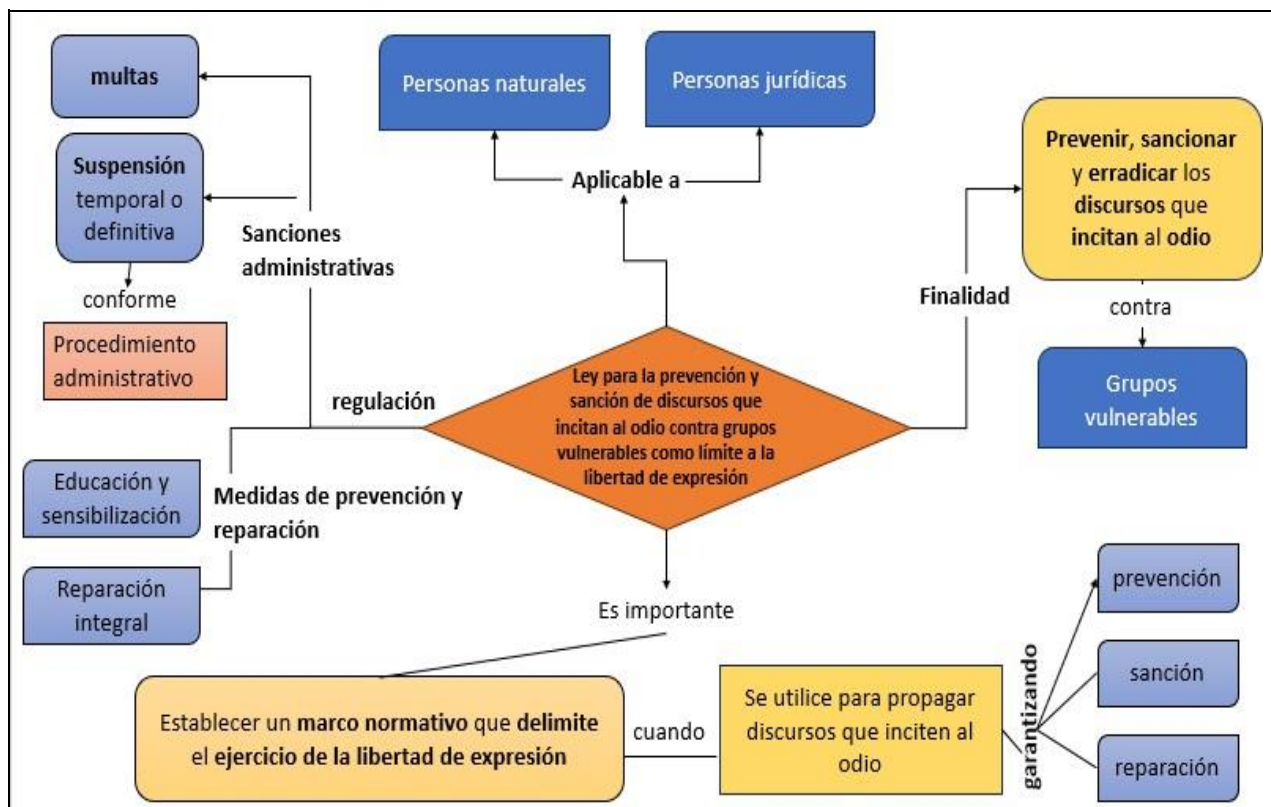 multas
Suspensión
temporal o
definitiva
conforme
Procedimiento
administrativo
Sanciones
administrativas
Personas naturales
Personas jurídicas
Aplicable a
Prevenir, sancionar
y erradicar los
discursos que
incitan al odio
Finalidad
contra
Grupos
vulnerables
regulación
Ley para la prevención y
sanción de discursos que
incitan al odio contra grupos
vulnerables como límite a la
libertad de expresión
Educación y
sensibilización
Medidas de prevención y
reparación
Reparación
integral
Es importante
Establecer un marco normativo que delimite
el ejercicio de la libertad de expresión
cuando
Se utilice para propagar
discursos que inciten al
odio
garantizando
prevención
sanción
reparación